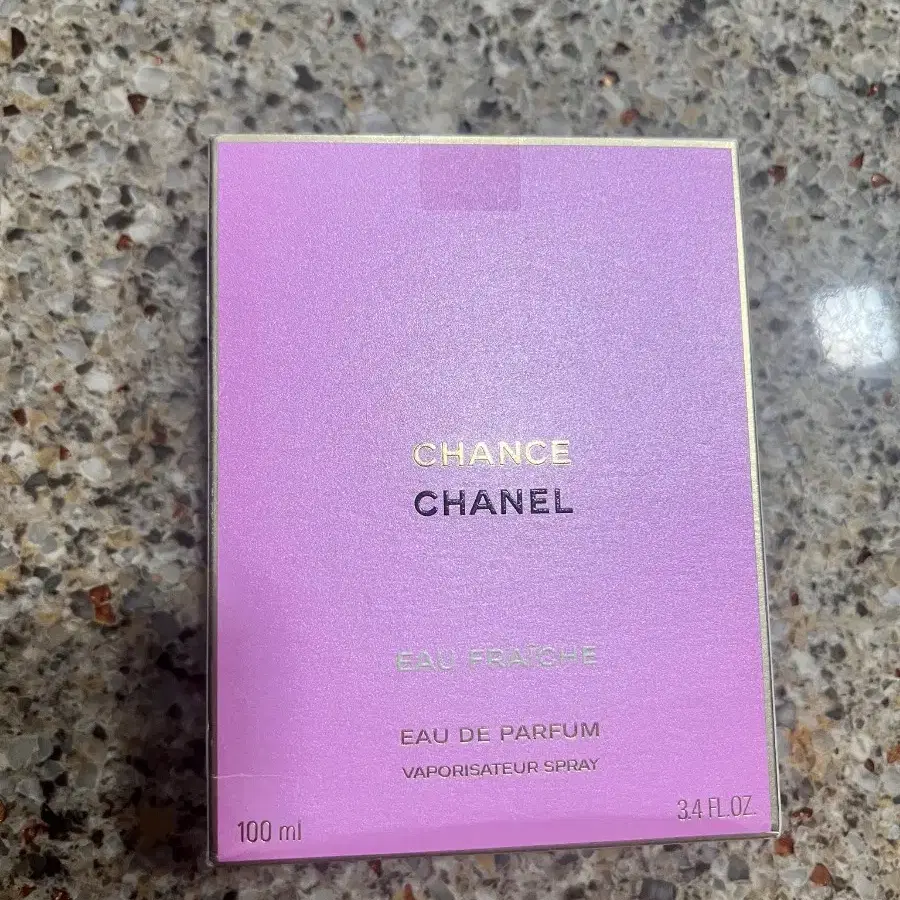 CHANCE
CHANEL
EAU FRAÎCHE
EAU DE PARFUM
VAPORISATEUR SPRAY
100 ml
3.4 FL.OZ.